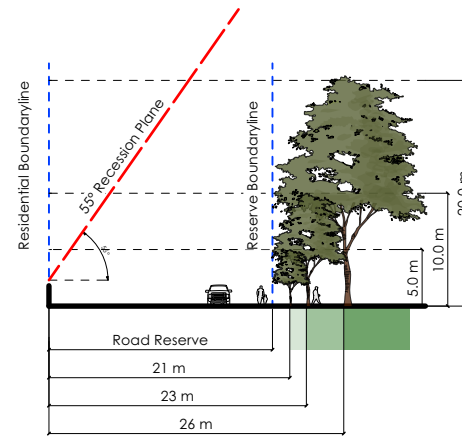 Residential Boundaryline
55° Recession Plane
Reserve Boundaryline
10.0 m
5.0 m
Road Reserve
21 m
23 m
26 m